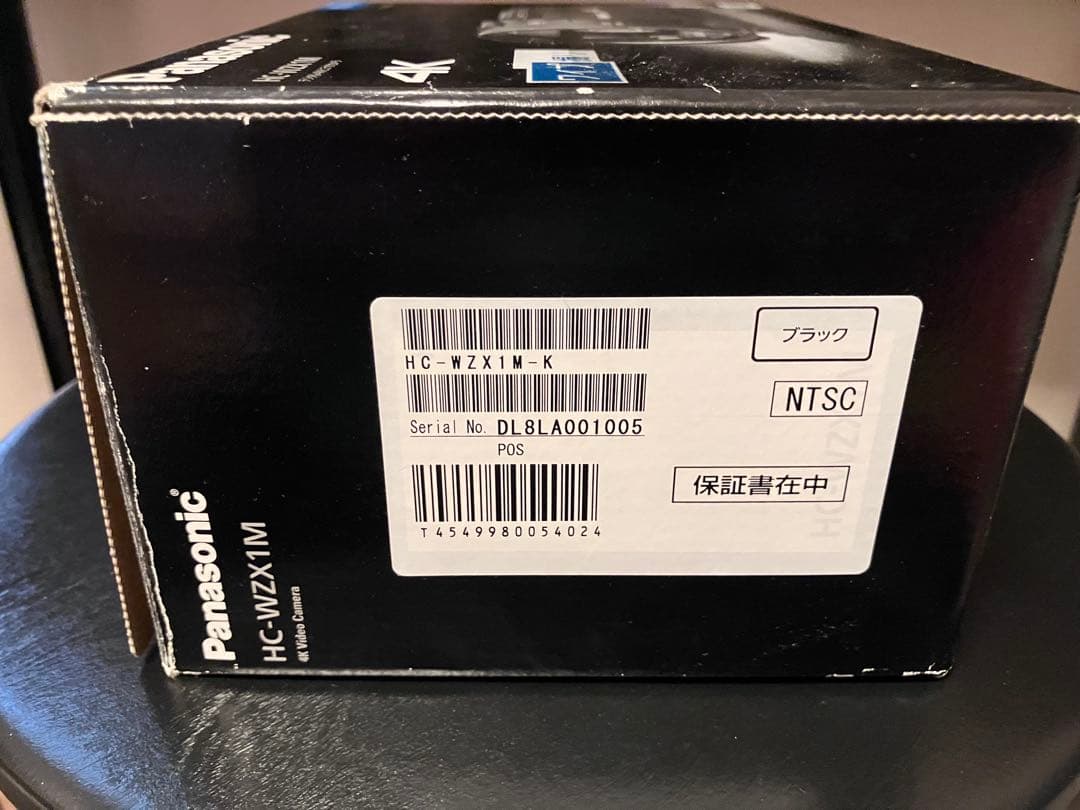 Panasonic
4K
HC-WZX1M-K
ブラック
NTSC
Serial No. DL8LA001005
POS
保証書在中
T4549980054024
Panasonic®
HC-WZX1M
4K Video Camera